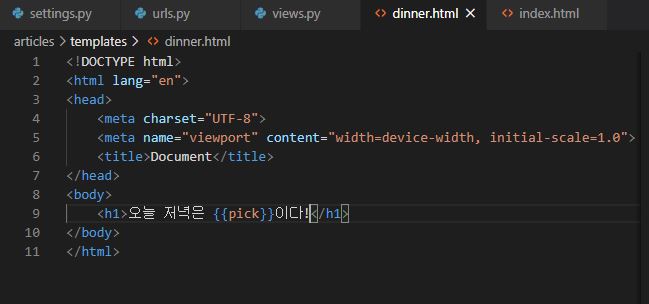 settings.py urls.py views.py dinner.html index.html
articles > templates > dinner.html
1 <!DOCTYPE html>
2 <html lang="en">
3 <head>
4 <meta charset="UTF-8">
5 <meta name="viewport" content="width=device-width, initial-scale=1.0">
6 <title>Document</title>
7 </head>
8 <body>
9 <h1>오늘 저녁은 {{pick}}이다!</h1>
10 </body>
11 </html>